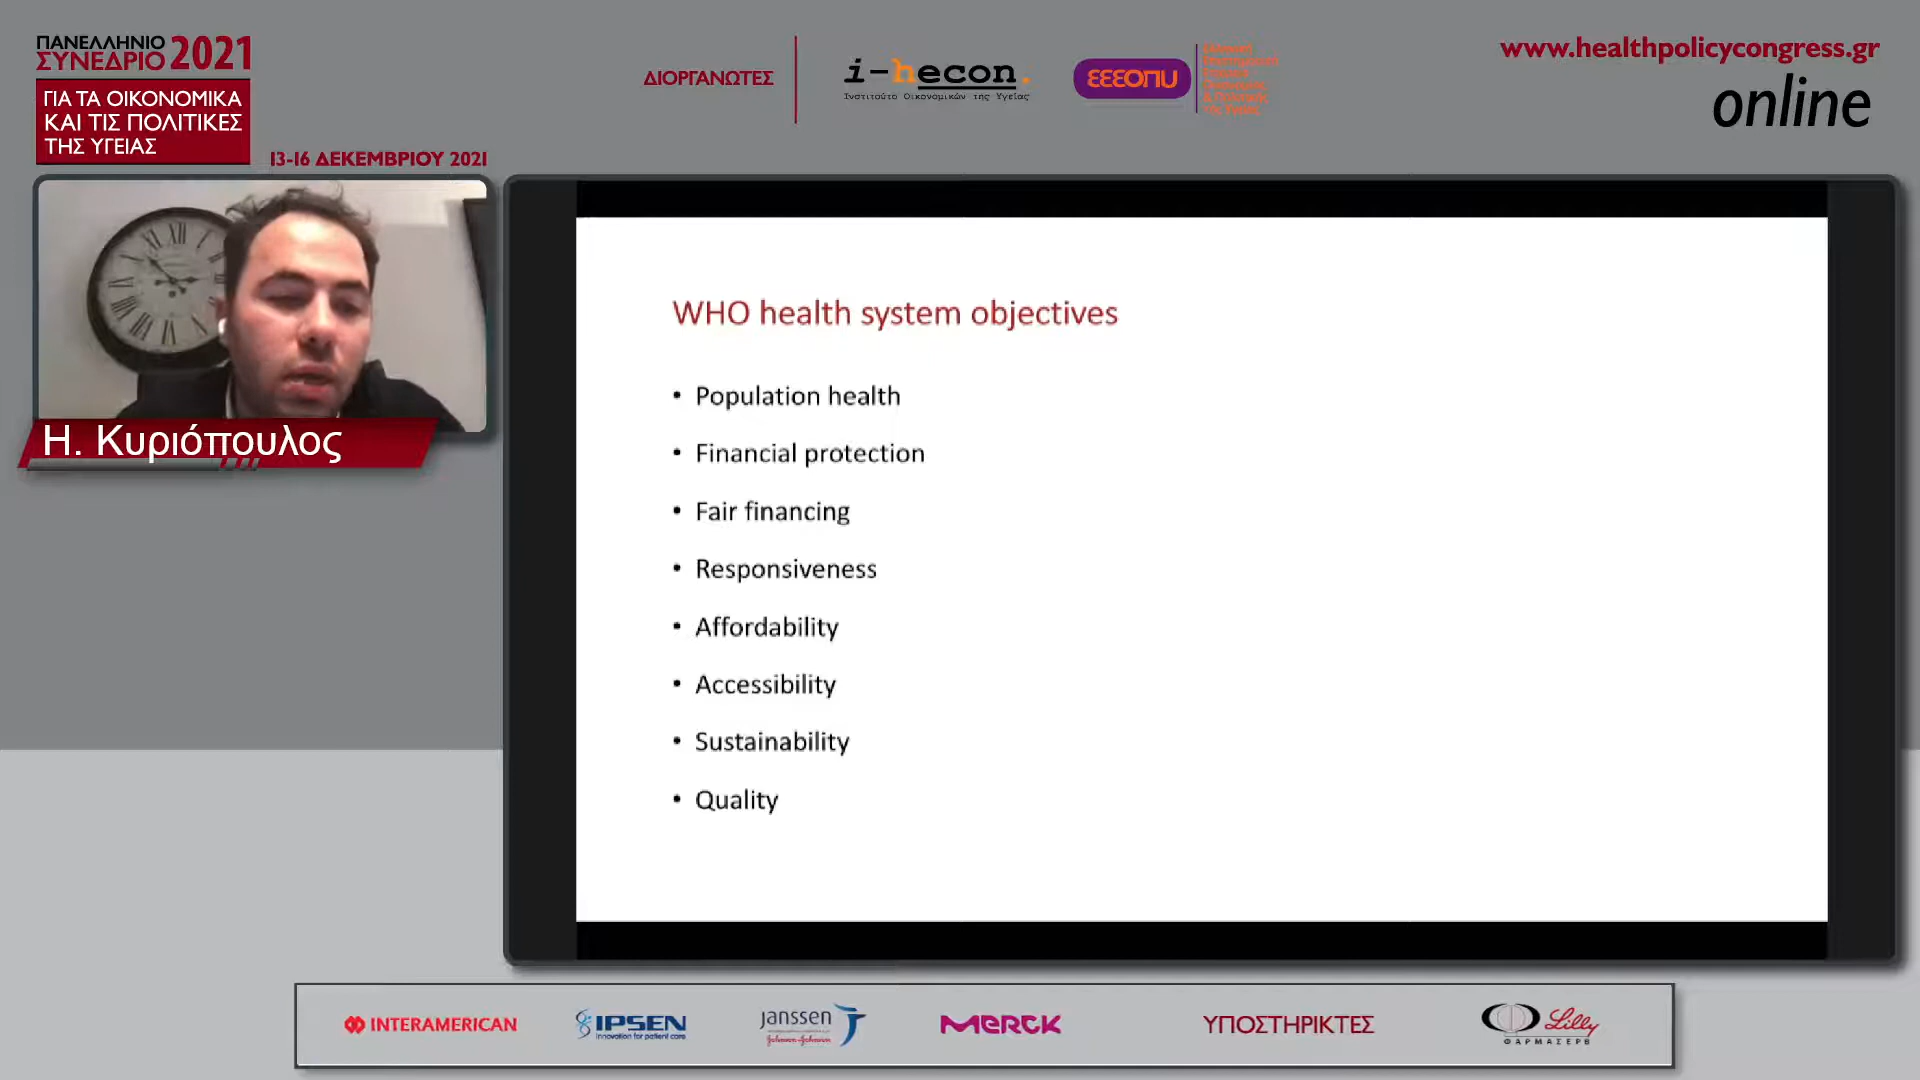 ΠΑΝΕΛΛΗΝΙΟ
ΣΥΝΕΔΡΙΟ 2021
ΓΙΑ ΤΑ ΟΙΚΟΝΟΜΙΚΑ
ΚΑΙ ΤΙΣ ΠΟΛΙΤΙΚΕΣ
ΤΗΣ ΥΓΕΙΑΣ
13-16 ΔΕΚΕΜΒΡΙΟΥ 2021
ΔΙΟΡΓΑΝΩΤΕΣ
i-hecon.
Ινστιτούτο Οικονομικών της Υγείας
ΕΕΕΟΠΥ
www.healthpolicycongress.gr
online
Η. Κυριόπουλος
WHO health system objectives
• Population health
• Financial protection
• Fair financing
• Responsiveness
• Affordability
• Accessibility
• Sustainability
• Quality
INTERAMERICAN
IPSEN
Innovation for patient care
janssen
Johnson & Johnson
MERCK
ΥΠΟΣΤΗΡΙΚΤΕΣ
Lilly
ΦΑΡΜΑΣΕΡΒ